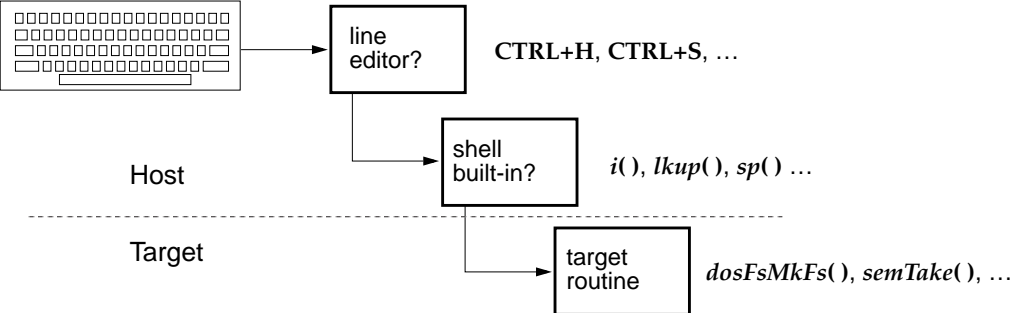 line
editor?
CTRL+H, CTRL+S, …
shell
built-in?
i( ), lkup( ), sp( ) …
Host
Target
target
routine
dosFsMkFs( ), semTake( ), …